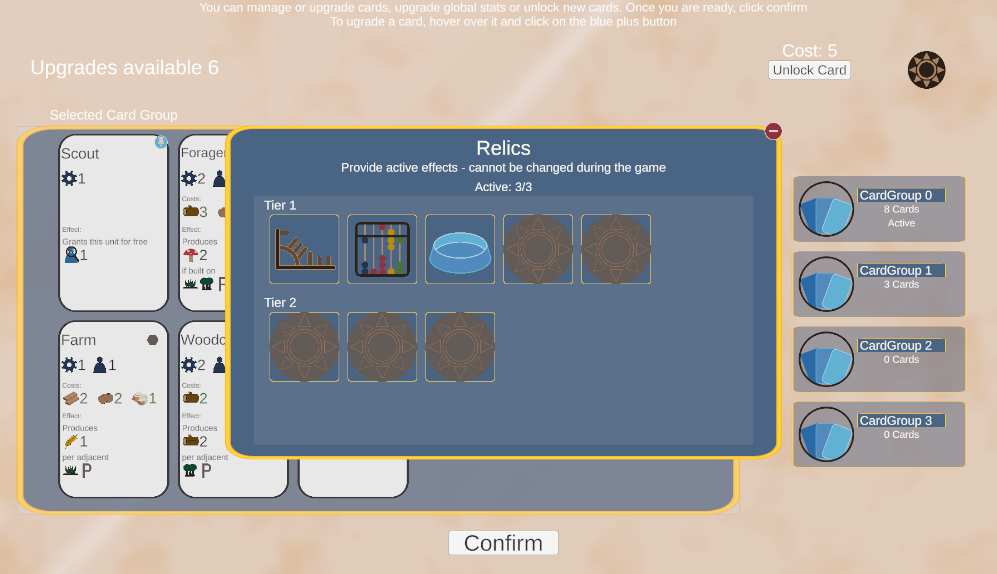 You can manage or upgrade cards, upgrade global stats or unlock new cards. Once you are ready, click confirm
To ugrade a card, hover over it and click on the blue plus button
Upgrades available 6
Cost: 5
Unlock Card
Selected Card Group
Scout
1
Effect:
Grants this unit for free
1
Forager
2
Costs:
3
Effect:
Produces
2
if built on
Farm
1 1
Costs:
2 2 1
Effect:
Produces
1
per adjacent
P
Woodc
2
Costs:
2
Effect:
Produces
2
per adjacent
P
Relics
Provide active effects - cannot be changed during the game
Active: 3/3
Tier 1
Tier 2
CardGroup 0
8 Cards
Active
CardGroup 1
3 Cards
CardGroup 2
0 Cards
CardGroup 3
0 Cards
Confirm